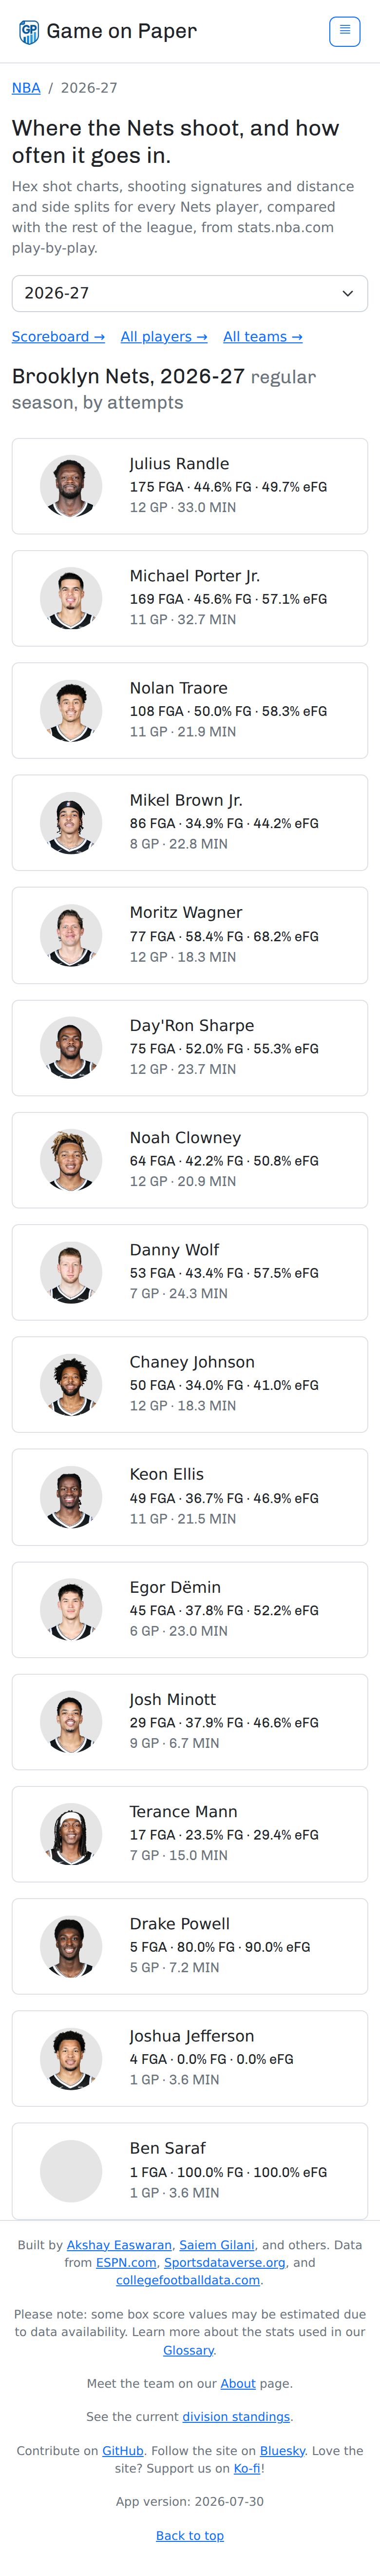 GP Game on Paper
NBA / 2026-27
Where the Nets shoot, and how
often it goes in.
Hex shot charts, shooting signatures and distance
and side splits for every Nets player, compared
with the rest of the league, from stats.nba.com
play-by-play.
2026-27
Scoreboard → All players → All teams →
Brooklyn Nets, 2026-27 regular
season, by attempts
Julius Randle
175 FGA · 44.6% FG · 49.7% eFG
12 GP · 33.0 MIN
Michael Porter Jr.
169 FGA · 45.6% FG · 57.1% eFG
11 GP · 32.7 MIN
Nolan Traore
108 FGA · 50.0% FG · 58.3% eFG
11 GP · 21.9 MIN
Mikel Brown Jr.
86 FGA · 34.9% FG · 44.2% eFG
8 GP · 22.8 MIN
Moritz Wagner
77 FGA · 58.4% FG · 68.2% eFG
12 GP · 18.3 MIN
Day'Ron Sharpe
75 FGA · 52.0% FG · 55.3% eFG
12 GP · 23.7 MIN
Noah Clowney
64 FGA · 42.2% FG · 50.8% eFG
12 GP · 20.9 MIN
Danny Wolf
53 FGA · 43.4% FG · 57.5% eFG
7 GP · 24.3 MIN
Chaney Johnson
50 FGA · 34.0% FG · 41.0% eFG
12 GP · 18.3 MIN
Keon Ellis
49 FGA · 36.7% FG · 46.9% eFG
11 GP · 21.5 MIN
Egor Dëmin
45 FGA · 37.8% FG · 52.2% eFG
6 GP · 23.0 MIN
Josh Minott
29 FGA · 37.9% FG · 46.6% eFG
9 GP · 6.7 MIN
Terance Mann
17 FGA · 23.5% FG · 29.4% eFG
7 GP · 15.0 MIN
Drake Powell
5 FGA · 80.0% FG · 90.0% eFG
5 GP · 7.2 MIN
Joshua Jefferson
4 FGA · 0.0% FG · 0.0% eFG
1 GP · 3.6 MIN
Ben Saraf
1 FGA · 100.0% FG · 100.0% eFG
1 GP · 3.6 MIN
Built by Akshay Easwaran, Saiem Gilani, and others. Data
from ESPN.com, Sportsdataverse.org, and
collegefootballdata.com.
Please note: some box score values may be estimated due
to data availability. Learn more about the stats used in our
Glossary.
Meet the team on our About page.
See the current division standings.
Contribute on GitHub. Follow the site on Bluesky. Love the
site? Support us on Ko-fi!
App version: 2026-07-30
Back to top